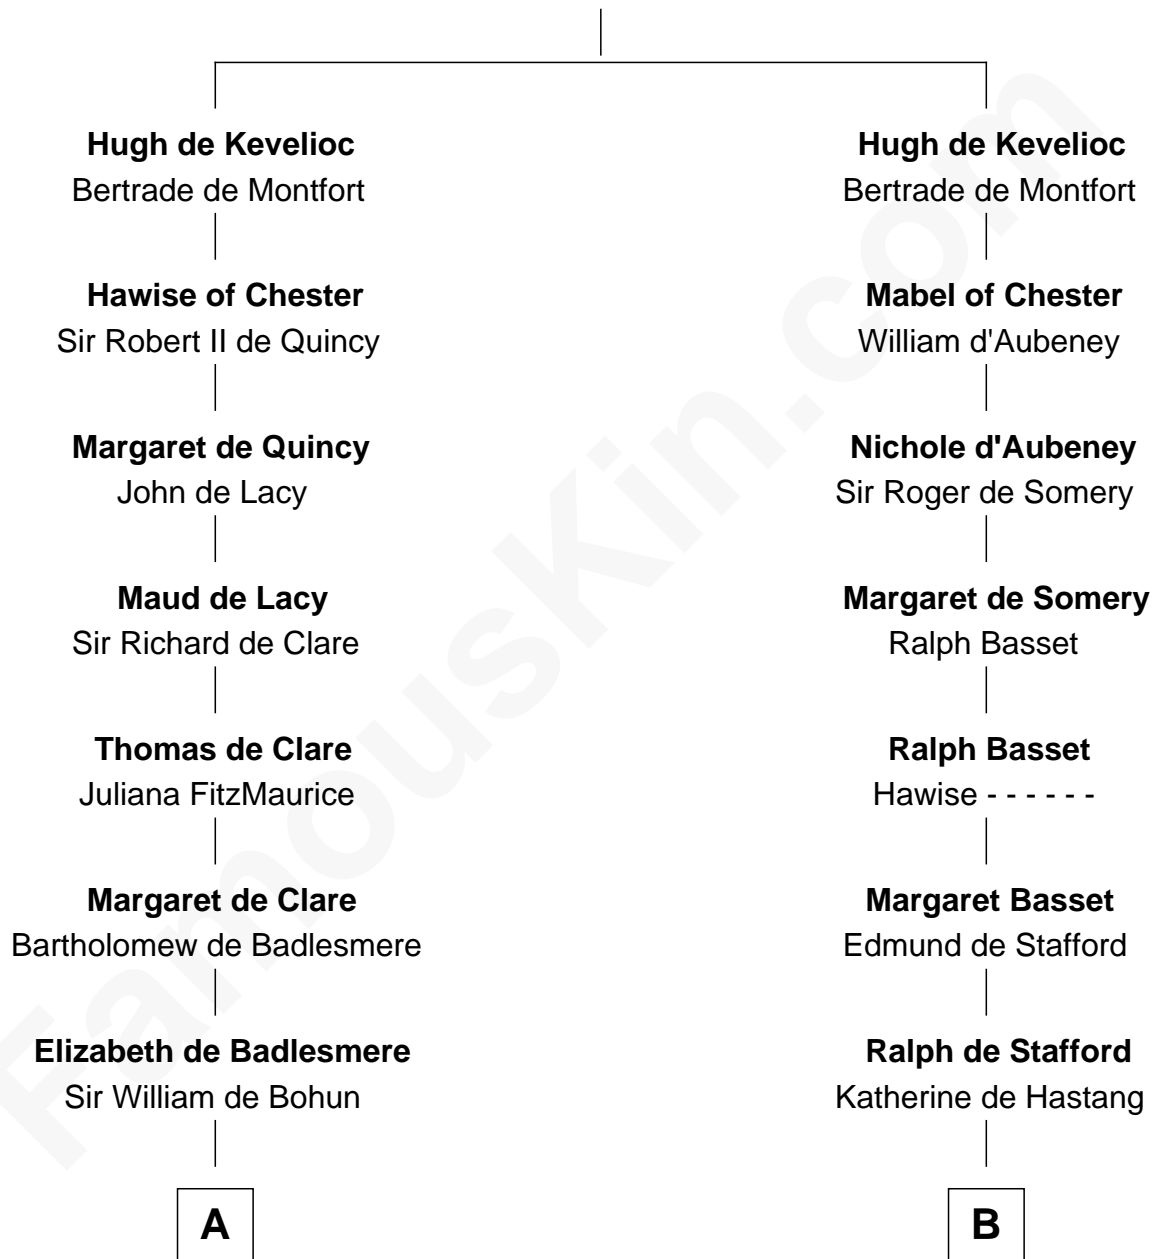 Hugh de Kevelioc
Bertrade de Montfort
Hawise of Chester
Sir Robert II de Quincy
Margaret de Quincy
John de Lacy
Maud de Lacy
Sir Richard de Clare
Thomas de Clare
Juliana FitzMaurice
Margaret de Clare
Bartholomew de Badlesmere
Elizabeth de Badlesmere
Sir William de Bohun
A
Hugh de Kevelioc
Bertrade de Montfort
Mabel of Chester
William d'Aubeney
Nichole d'Aubeney
Sir Roger de Somery
Margaret de Somery
Ralph Basset
Ralph Basset
Hawise - - - - - -
Margaret Basset
Edmund de Stafford
Ralph de Stafford
Katherine de Hastang
B
FamousKin.com